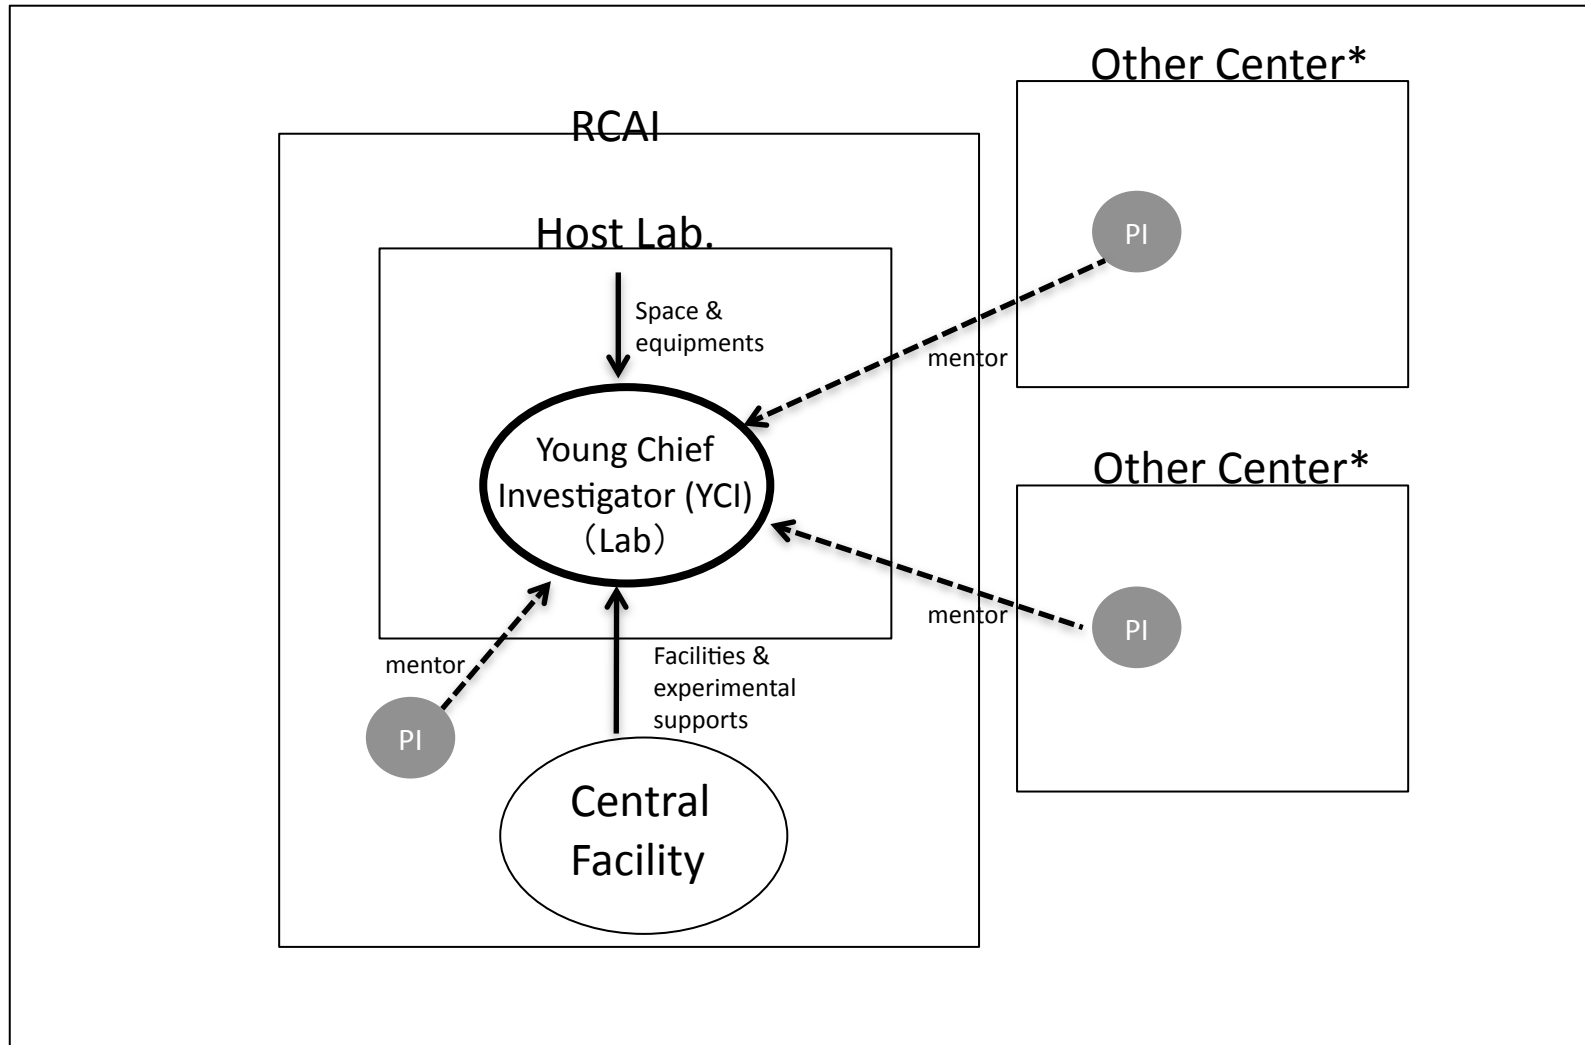 Other Center*
RCAI
Host Lab.
PI
Space &
equipments
mentor
Young Chief
Investigator (YCI)
（Lab）
Other Center*
mentor
PI
mentor
Facilities &
experimental
supports
PI
Central
Facility